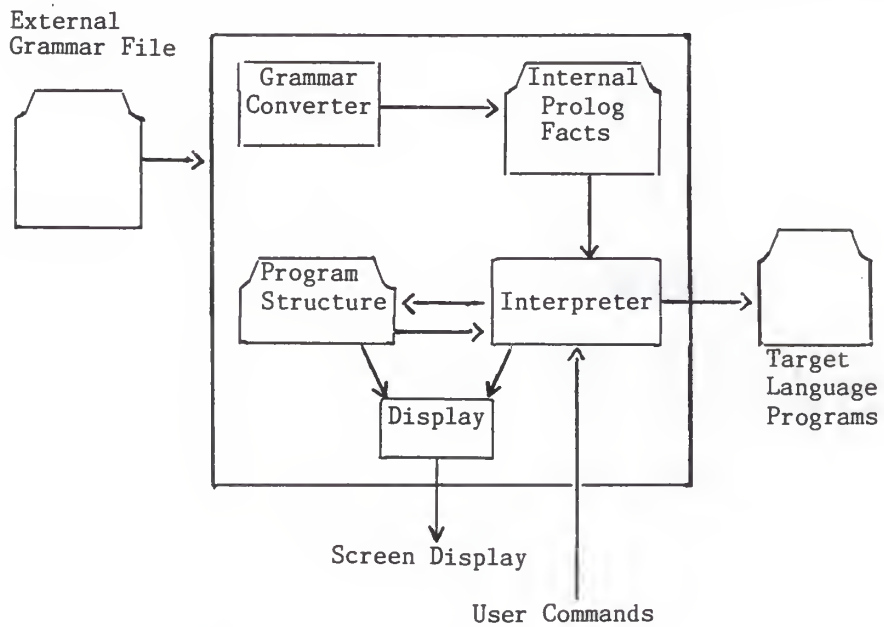 External
Grammar File
Grammar
Converter
Internal
Prolog
Facts
Program
Structure
Interpreter
Display
Target
Language
Programs
Screen Display
User Commands